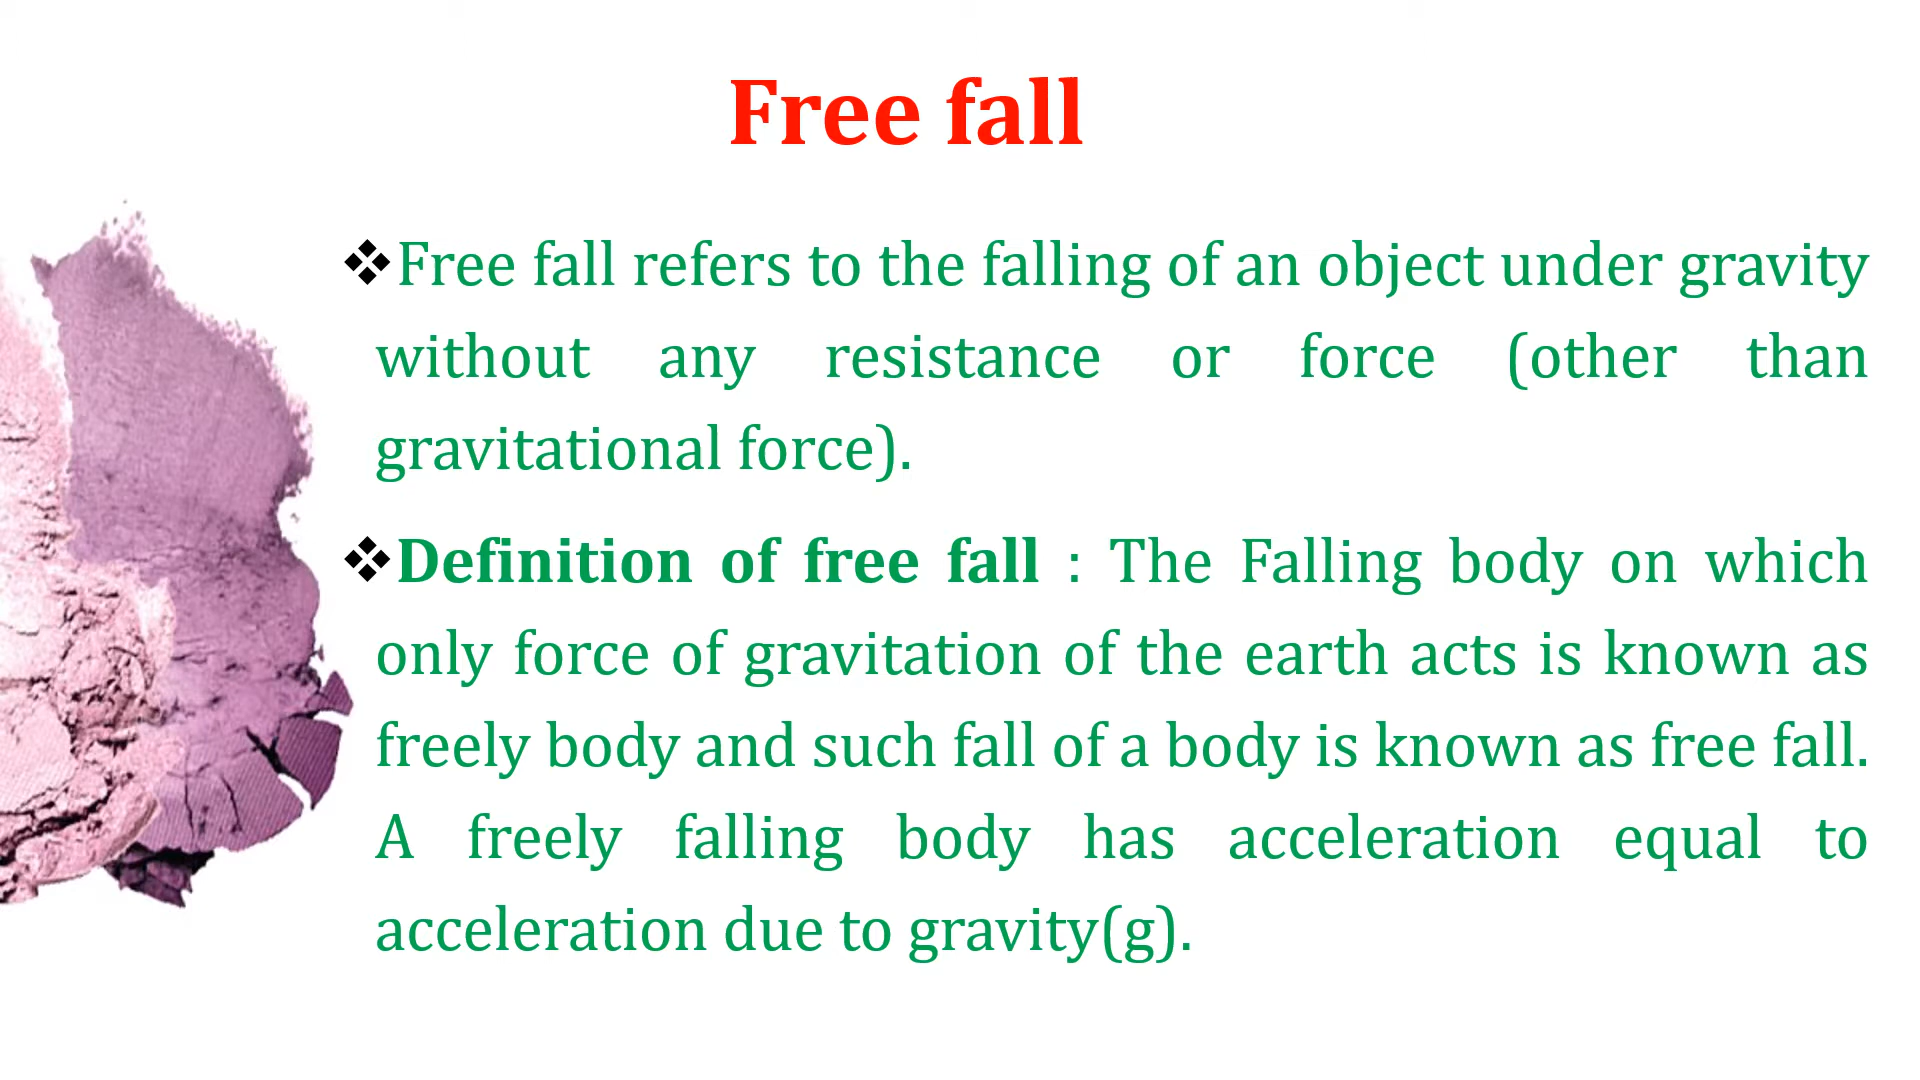 Free fall
❖Free fall refers to the falling of an object under gravity
without any resistance or force (other than
gravitational force).
❖Definition of free fall : The Falling body on which
only force of gravitation of the earth acts is known as
freely body and such fall of a body is known as free fall.
A freely falling body has acceleration equal to
acceleration due to gravity(g).